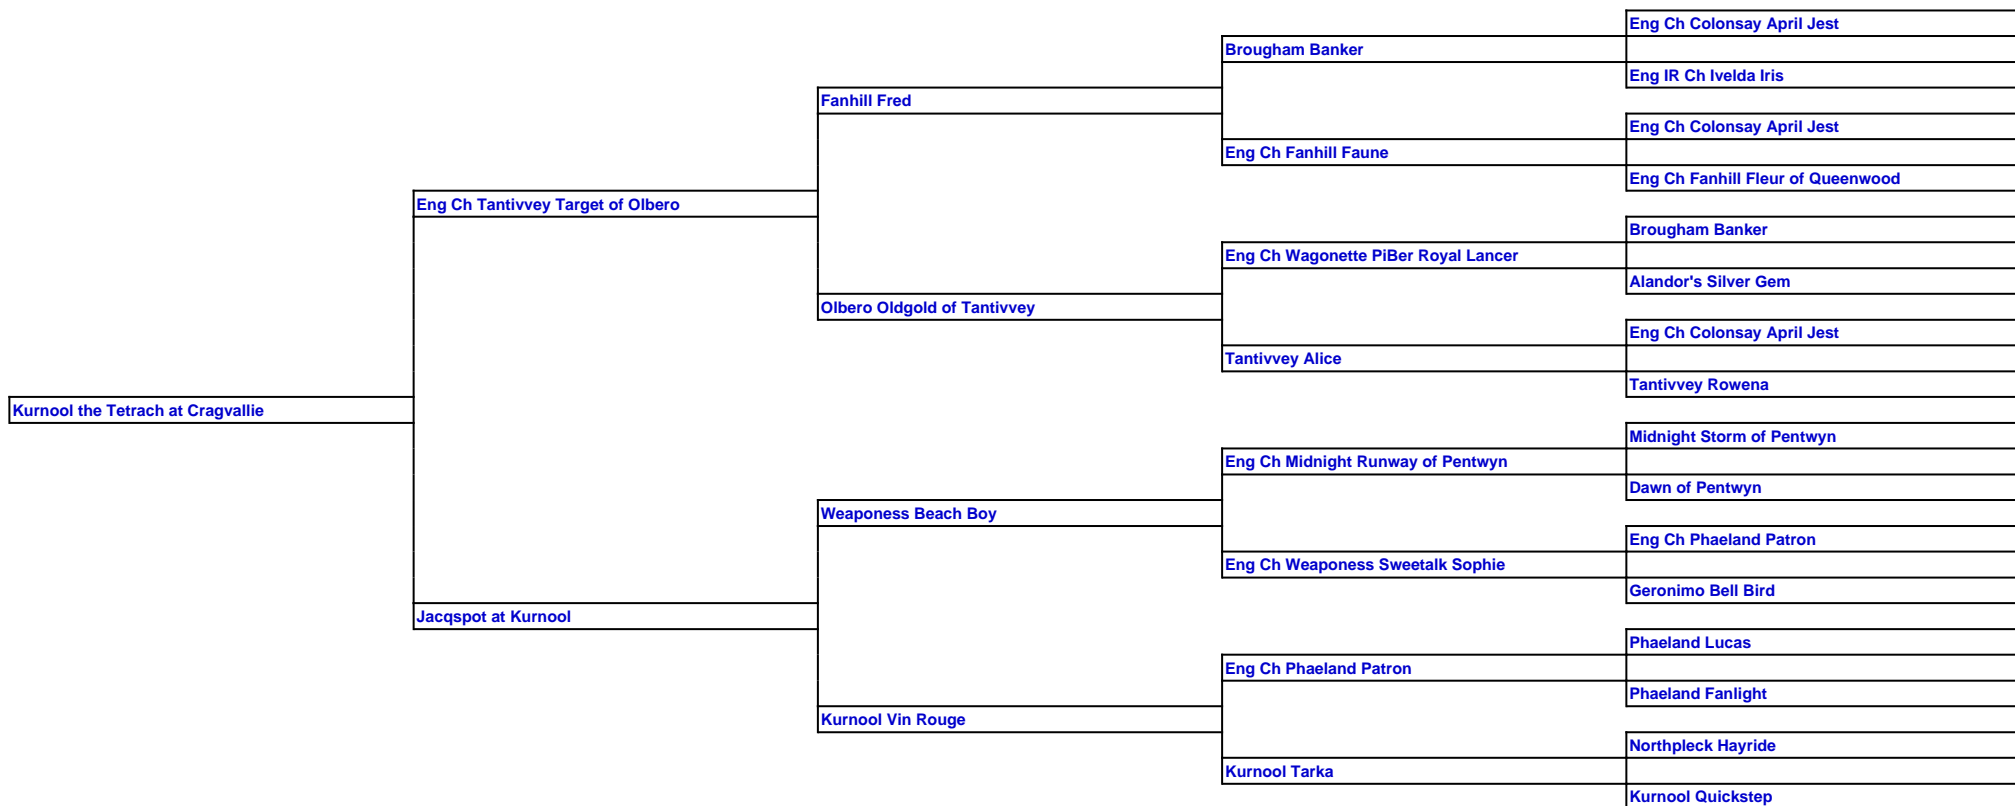 Eng Ch Colonsay April Jest
Brougham Banker
Eng IR Ch Ivelda Iris
Fanhill Fred
Eng Ch Colonsay April Jest
Eng Ch Fanhill Faune
Eng Ch Fanhill Fleur of Queenwood
Eng Ch Tantivvey Target of Olbero
Brougham Banker
Eng Ch Wagonette PiBer Royal Lancer
Alandor's Silver Gem
Olbero Oldgold of Tantivvey
Eng Ch Colonsay April Jest
Tantivvey Alice
Tantivvey Rowena
Kurnool the Tetrach at Cragvallie
Midnight Storm of Pentwyn
Eng Ch Midnight Runway of Pentwyn
Dawn of Pentwyn
Weaponess Beach Boy
Eng Ch Phaeland Patron
Eng Ch Weaponess Sweetalk Sophie
Geronimo Bell Bird
Jacqspot at Kurnool
Phaeland Lucas
Eng Ch Phaeland Patron
Phaeland Fanlight
Kurnool Vin Rouge
Northpleck Hayride
Kurnool Tarka
Kurnool Quickstep